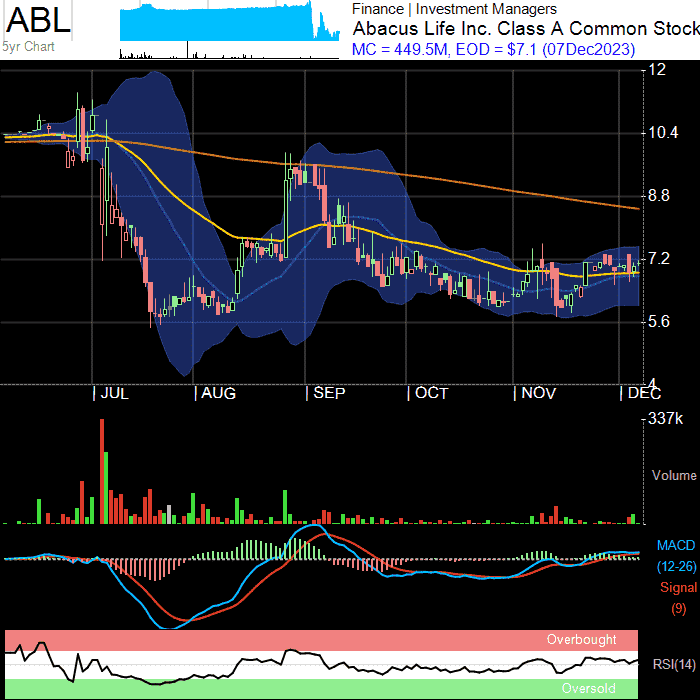 ABL
5yr Chart
Finance | Investment Managers
Abacus Life Inc. Class A Common Stock
MC = 449.5M, EOD = $7.1 (07Dec2023)
12
10.4
8.8
7.2
5.6
4
JUL AUG SEP OCT NOV DEC
337k
Volume
MACD
(12-26)
Signal
(9)
Overbought
RSI(14)
Oversold